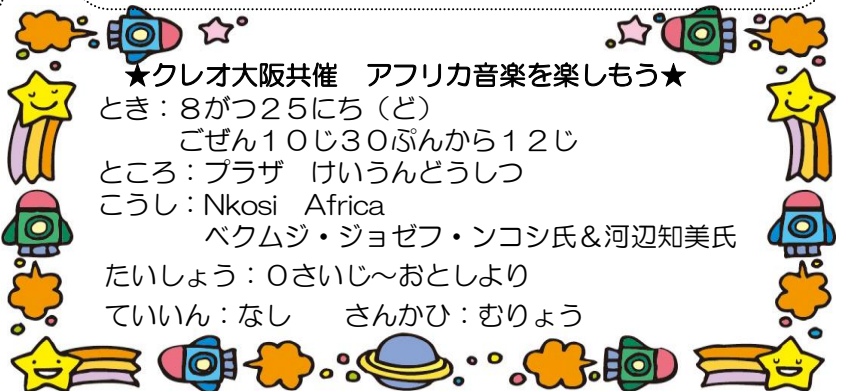 ★クレオ大阪共催　アフリカ音楽を楽しもう★
とき：８がつ２５にち（ど）
ごぜん１０じ３０ぷんから１２じ
ところ：プラザ　けいうんどうしつ
こうし：Nkosi　Africa
ベクムジ・ジョゼフ・ンコシ氏＆河辺知美氏
たいしょう：０さいじ～おとしより
ていいん：なし　　さんかひ：むりょう